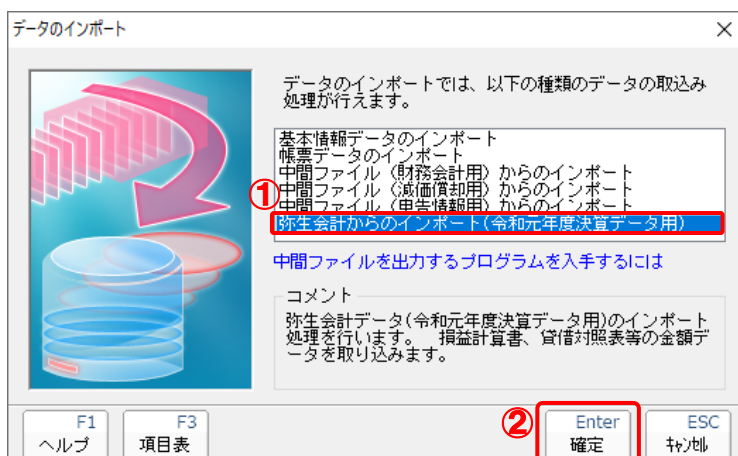 データのインポート
データのインポートでは、以下の種類のデータの取込み
処理が行えます。
基本情報データのインポート
帳票データのインポート
中間ファイル（財務会計用）からのインポート
中間ファイル（減価償却用）からのインポート
中間ファイル（申告情報用）からのインポート
①
弥生会計からのインポート(令和元年度決算データ用)
中間ファイルを出力するプログラムを入手するには
コメント
弥生会計データ(令和元年度決算データ用)のインポート
処理を行います。 損益計算書、貸借対照表等の金額デ
ータを取り込みます。
F1
ヘルプ
F3
項目表
②
Enter
確定
ESC
ｷｬﾝｾﾙ